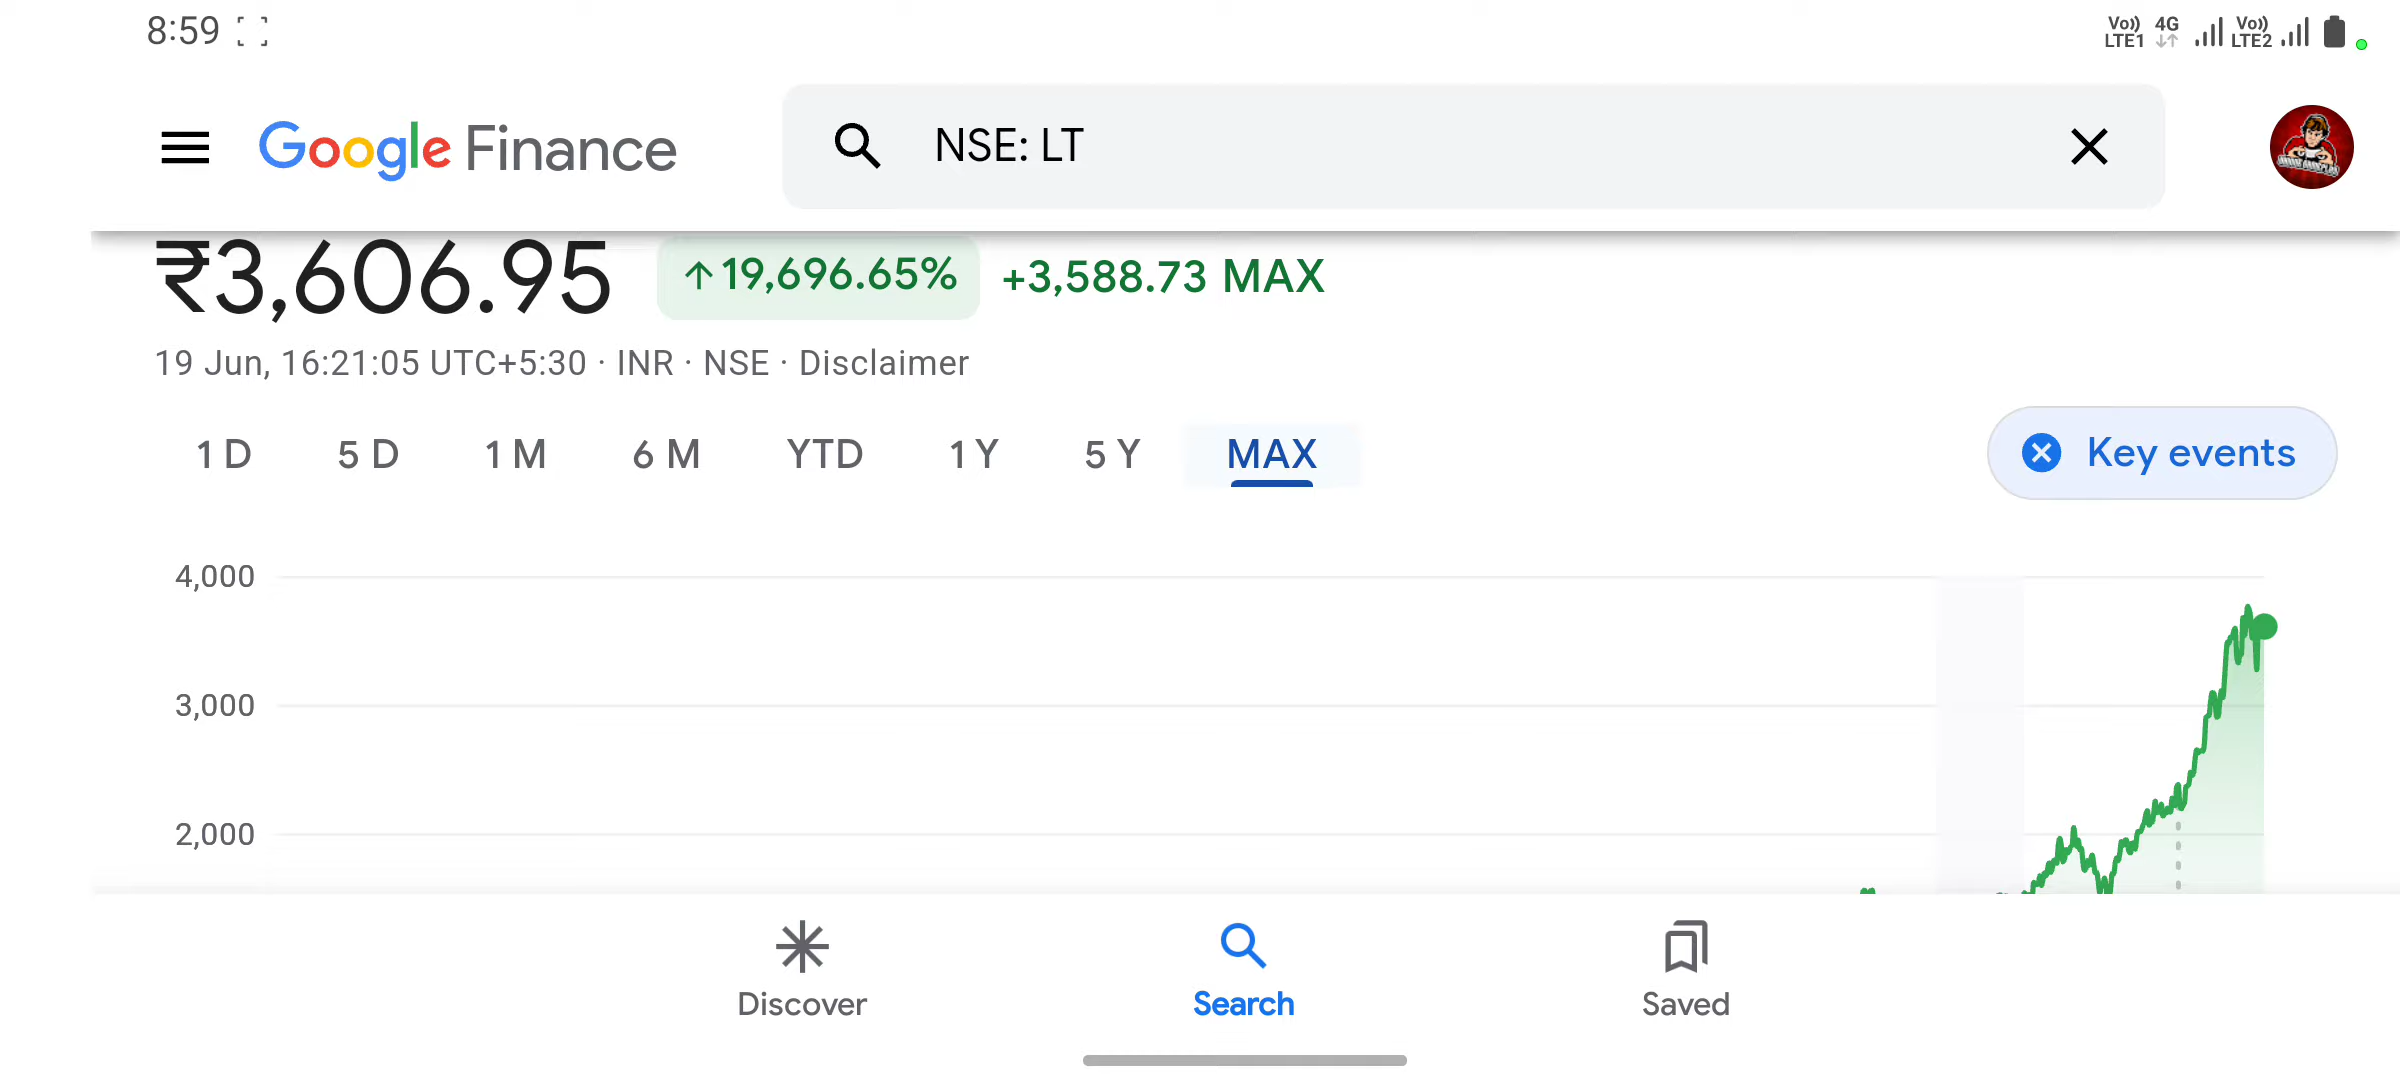 8:59
Vo)) LTE1 4G Vo)) LTE2
Google Finance
NSE: LT
₹3,606.95 ↑19,696.65% +3,588.73 MAX
19 Jun, 16:21:05 UTC+5:30 · INR · NSE · Disclaimer
1 D 5 D 1 M 6 M YTD 1 Y 5 Y MAX
Key events
4,000
3,000
2,000
Discover Search Saved